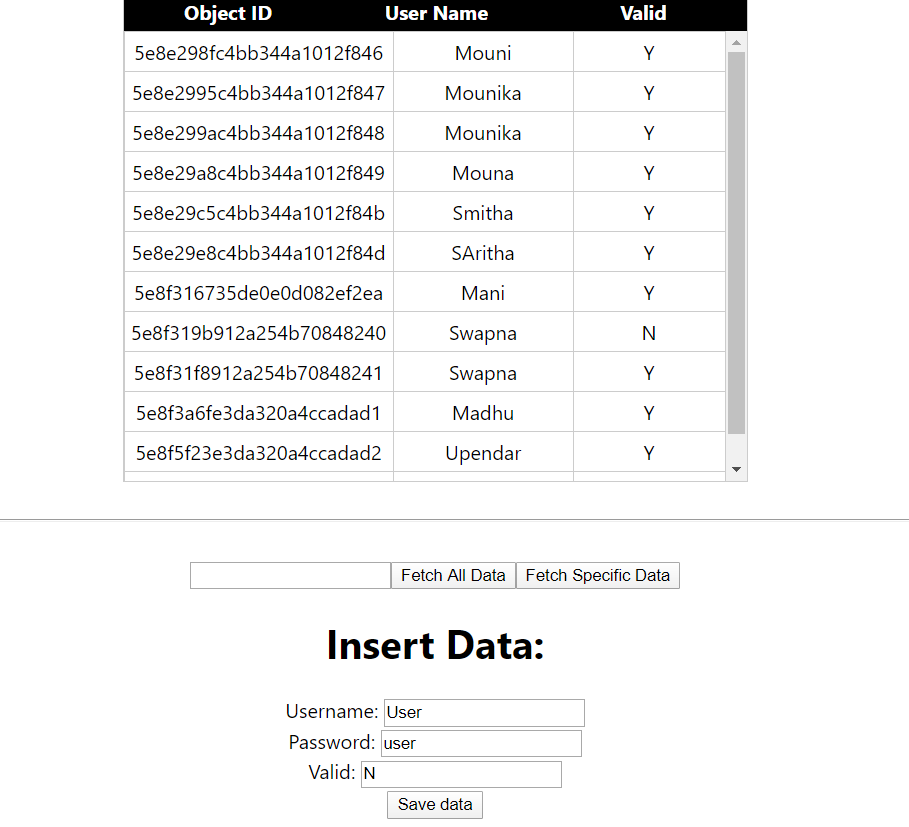 Object ID User Name Valid
5e8e298fc4bb344a1012f846 Mouni Y
5e8e2995c4bb344a1012f847 Mounika Y
5e8e299ac4bb344a1012f848 Mounika Y
5e8e29a8c4bb344a1012f849 Mouna Y
5e8e29c5c4bb344a1012f84b Smitha Y
5e8e29e8c4bb344a1012f84d SAritha Y
5e8f316735de0e0d082ef2ea Mani Y
5e8f319b912a254b70848240 Swapna N
5e8f31f8912a254b70848241 Swapna Y
5e8f3a6fe3da320a4ccadad1 Madhu Y
5e8f5f23e3da320a4ccadad2 Upendar Y
Fetch All Data Fetch Specific Data
Insert Data:
Username: User
Password: user
Valid: N
Save data